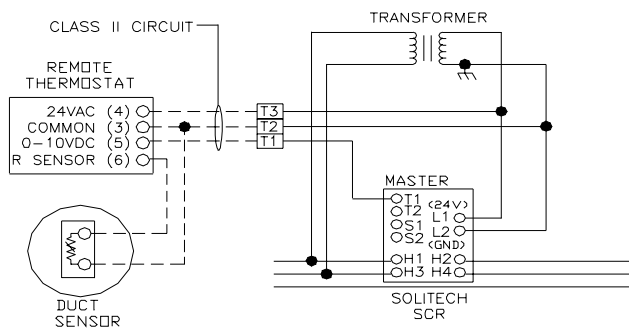 TRANSFORMER
CLASS II CIRCUIT
REMOTE
THERMOSTAT
24VAC (4)
COMMON (3)
0-10VDC (5)
R SENSOR (6)
T3
T2
T1
MASTER
T1
T2
S1
S2
(24V)
L1
L2
(GND)
H1 H2
H3 H4
SOLITECH
SCR
DUCT
SENSOR